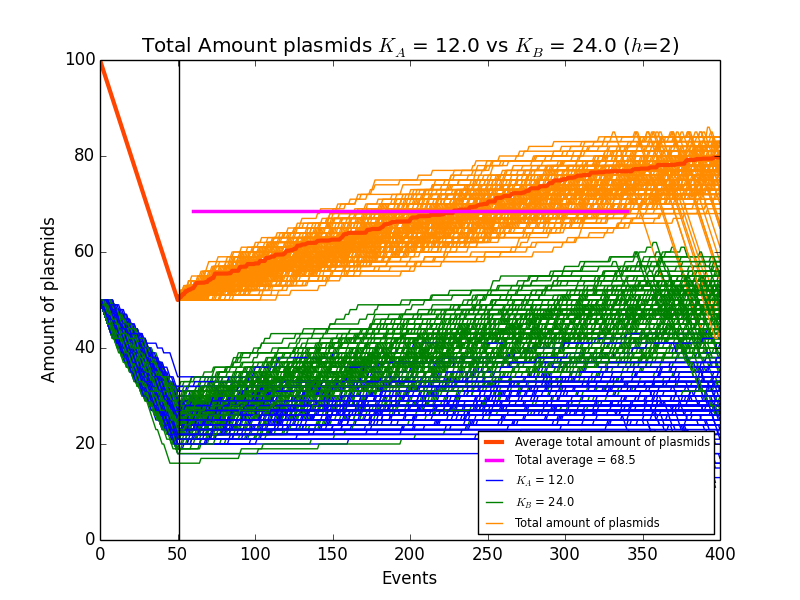 Total Amount plasmids K_A = 12.0 vs K_B = 24.0 (h=2)
Amount of plasmids
100
80
60
40
20
0
0 50 100 150 200 250 300 350 400
Events
Average total amount of plasmids
Total average = 68.5
K_A = 12.0
K_B = 24.0
Total amount of plasmids